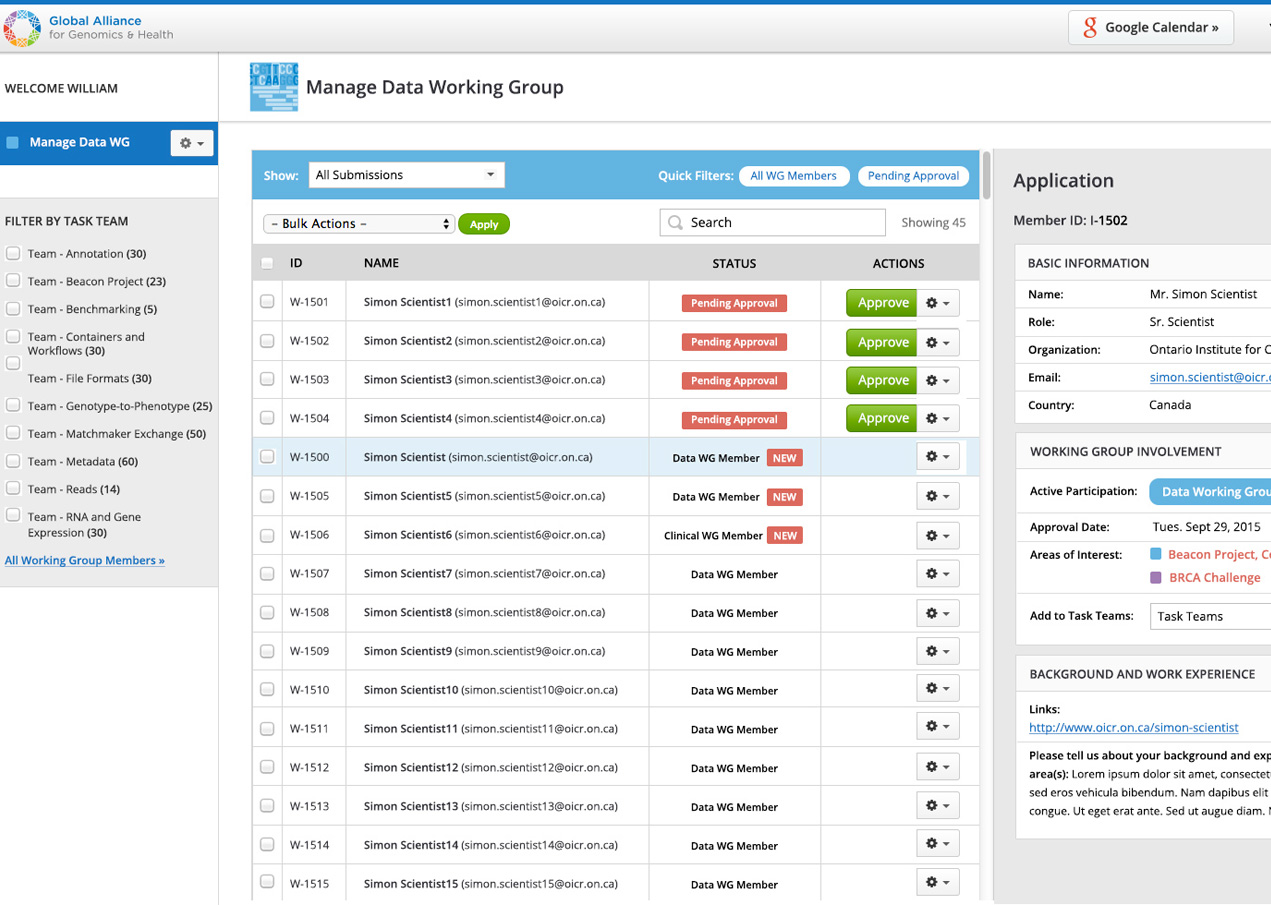 Global Alliance
for Genomics & Health
Google Calendar »
WELCOME WILLIAM
Manage Data WG
FILTER BY TASK TEAM
Team - Annotation (30)
Team - Beacon Project (23)
Team - Benchmarking (5)
Team - Containers and
Workflows (30)
Team - File Formats (30)
Team - Genotype-to-Phenotype (25)
Team - Matchmaker Exchange (50)
Team - Metadata (60)
Team - Reads (14)
Team - RNA and Gene
Expression (30)
All Working Group Members »
Manage Data Working Group
Show: All Submissions Quick Filters: All WG Members Pending Approval
– Bulk Actions – Apply Search Showing 45
ID NAME STATUS ACTIONS
W-1501 Simon Scientist1 (simon.scientist1@oicr.on.ca) Pending Approval Approve
W-1502 Simon Scientist2 (simon.scientist2@oicr.on.ca) Pending Approval Approve
W-1503 Simon Scientist3 (simon.scientist3@oicr.on.ca) Pending Approval Approve
W-1504 Simon Scientist4 (simon.scientist4@oicr.on.ca) Pending Approval Approve
W-1500 Simon Scientist (simon.scientist@oicr.on.ca) Data WG Member NEW
W-1505 Simon Scientist5 (simon.scientist5@oicr.on.ca) Data WG Member NEW
W-1506 Simon Scientist6 (simon.scientist6@oicr.on.ca) Clinical WG Member NEW
W-1507 Simon Scientist7 (simon.scientist7@oicr.on.ca) Data WG Member
W-1508 Simon Scientist8 (simon.scientist8@oicr.on.ca) Data WG Member
W-1509 Simon Scientist9 (simon.scientist9@oicr.on.ca) Data WG Member
W-1510 Simon Scientist10 (simon.scientist10@oicr.on.ca) Data WG Member
W-1511 Simon Scientist11 (simon.scientist11@oicr.on.ca) Data WG Member
W-1512 Simon Scientist12 (simon.scientist12@oicr.on.ca) Data WG Member
W-1513 Simon Scientist13 (simon.scientist13@oicr.on.ca) Data WG Member
W-1514 Simon Scientist14 (simon.scientist14@oicr.on.ca) Data WG Member
W-1515 Simon Scientist15 (simon.scientist15@oicr.on.ca) Data WG Member
Application
Member ID: I-1502
BASIC INFORMATION
Name: Mr. Simon Scientist
Role: Sr. Scientist
Organization: Ontario Institute for
Email: simon.scientist@oicr.
Country: Canada
WORKING GROUP INVOLVEMENT
Active Participation: Data Working Grou
Approval Date: Tues. Sept 29, 2015
Areas of Interest: Beacon Project,
BRCA Challenge
Add to Task Teams: Task Teams
BACKGROUND AND WORK EXPERIENCE
Links:
http://www.oicr.on.ca/simon-scientist
Please tell us about your background and exp
area(s): Lorem ipsum dolor sit amet, consectet
sed eros vehicula bibendum. Nam dapibus elit
congue. Ut eget erat ante. Sed ut augue diam.